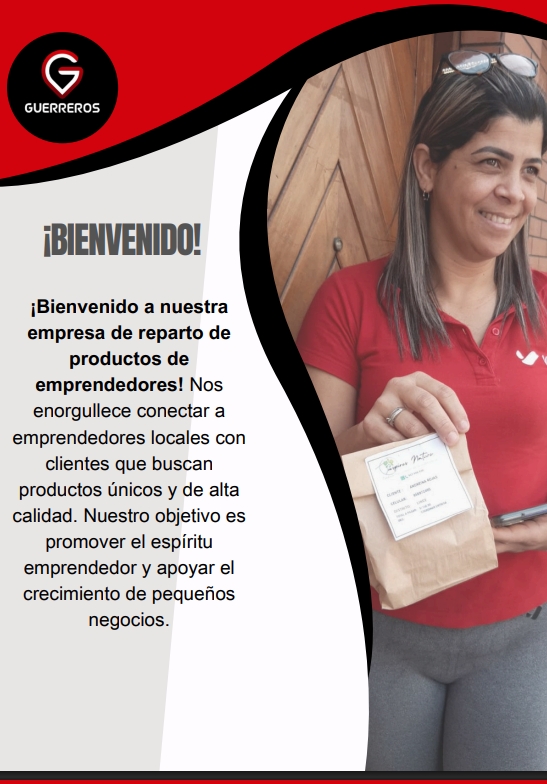 GUERREROS
¡BIENVENIDO!
¡Bienvenido a nuestra
empresa de reparto de
productos de
emprendedores! Nos
enorgullece conectar a
emprendedores locales con
clientes que buscan
productos únicos y de alta
calidad. Nuestro objetivo es
promover el espíritu
emprendedor y apoyar el
crecimiento de pequeños
negocios.
CLIENTE: